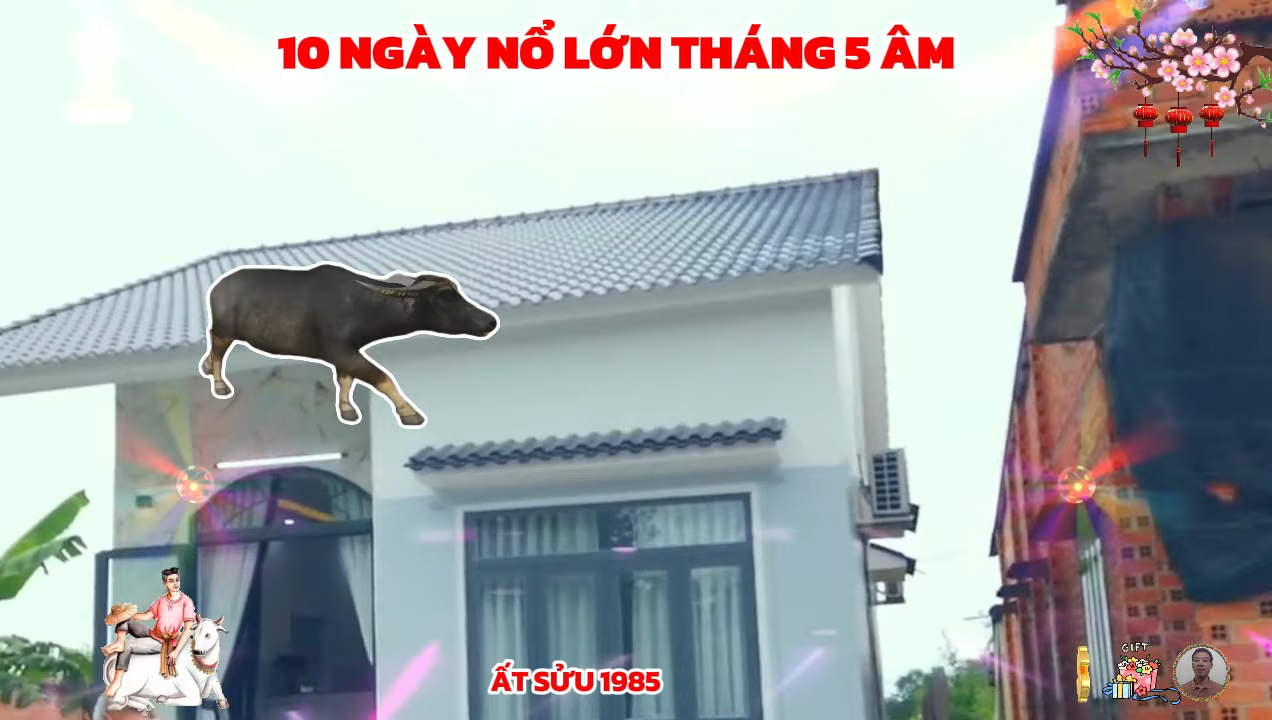 10 NGÀY NỔ LỚN THÁNG 5 ÂM
GIFT
ẤT SỬU 1985